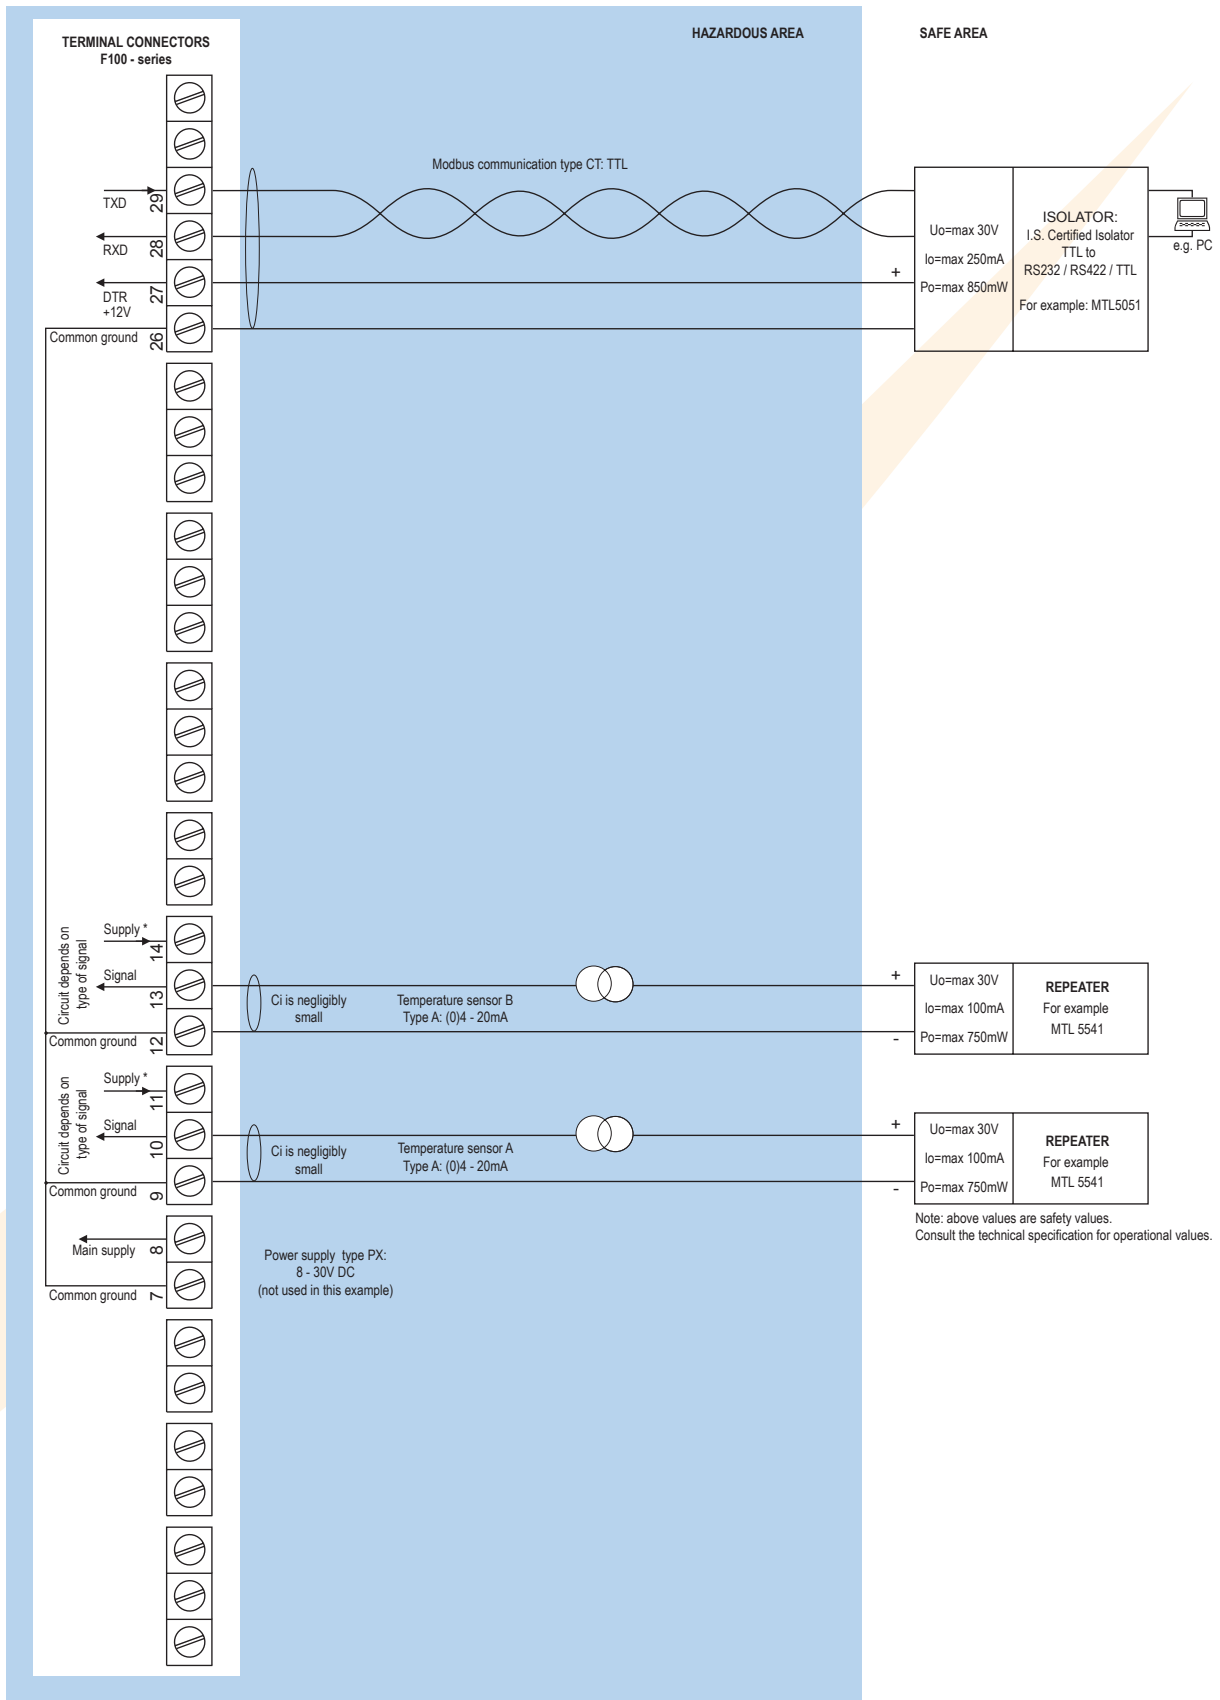 HAZARDOUS AREA
SAFE AREA
TERMINAL CONNECTORS
F100 - series
Modbus communication type CT: TTL
TXD
29
RXD
28
DTR
+12V
27
Common ground
26
+
Uo=max 30V
Io=max 250mA
Po=max 850mW
ISOLATOR:
I.S. Certified Isolator
TTL to
RS232 / RS422 / TTL
For example: MTL5051
e.g. PC
Circuit depends on
type of signal
Supply *
14
Signal
13
Common ground
12
Ci is negligibly
small
Temperature sensor B
Type A: (0)4 - 20mA
+
-
Uo=max 30V
Io=max 100mA
Po=max 750mW
REPEATER
For example
MTL 5541
Circuit depends on
type of signal
Supply *
11
Signal
10
Common ground
9
Ci is negligibly
small
Temperature sensor A
Type A: (0)4 - 20mA
+
-
Uo=max 30V
Io=max 100mA
Po=max 750mW
REPEATER
For example
MTL 5541
Note: above values are safety values.
Consult the technical specification for operational values.
Main supply
8
Common ground
7
Power supply type PX:
8 - 30V DC
(not used in this example)